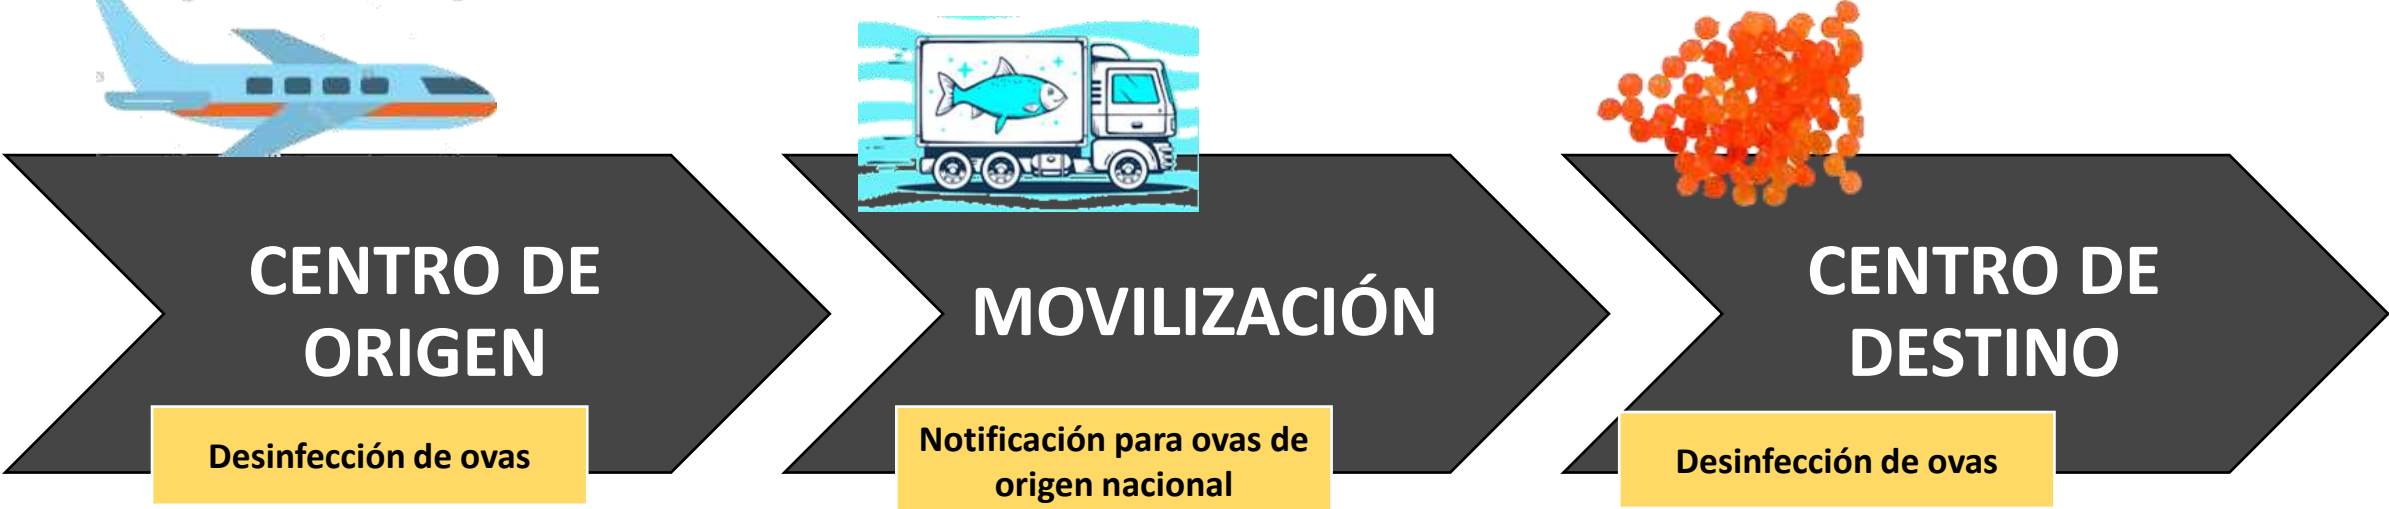 CENTRO DE
ORIGEN
Desinfección de ovas
MOVILIZACIÓN
Notificación para ovas de
origen nacional
CENTRO DE
DESTINO
Desinfección de ovas